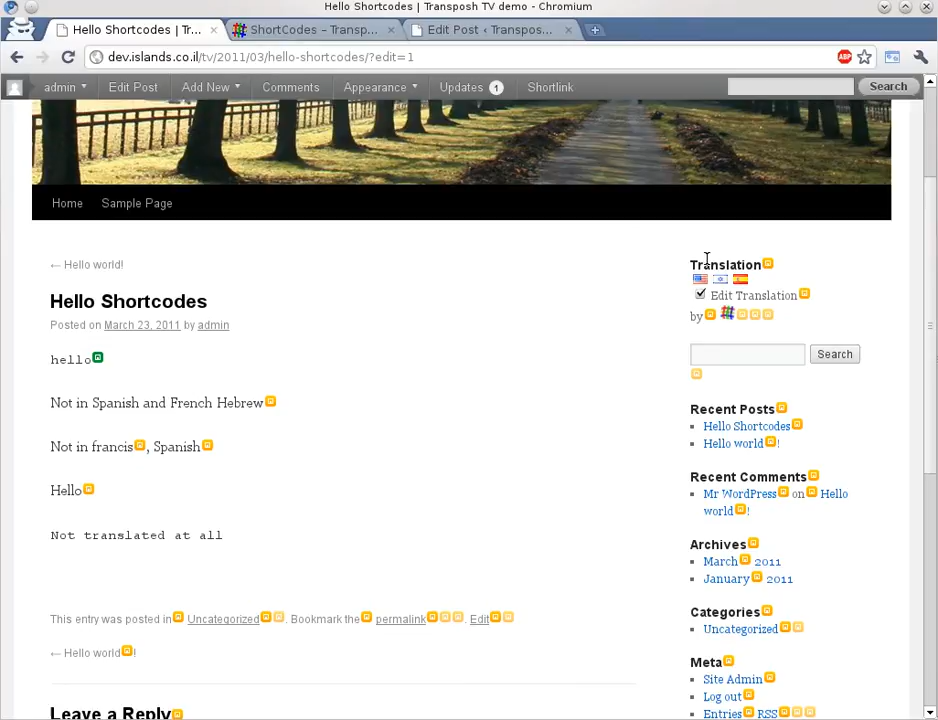 Hello Shortcodes | Transposh TV demo - Chromium
Hello Shortcodes | Tr...
ShortCodes – Transp...
Edit Post ‹ Transpos...
dev.islands.co.il/tv/2011/03/hello-shortcodes/?edit=1
ABP
admin Edit Post Add New Comments Appearance Updates 1 Shortlink Search
Home Sample Page
← Hello world!
Hello Shortcodes
Posted on March 23, 2011 by admin
hello
Not in Spanish and French Hebrew
Not in francis, Spanish
Hello
Not translated at all
This entry was posted in Uncategorized. Bookmark the permalink. Edit
← Hello world!
Leave a Reply
Translation
Edit Translation
by
Search
Recent Posts
Hello Shortcodes
Hello world!
Recent Comments
Mr WordPress on Hello
world!
Archives
March 2011
January 2011
Categories
Uncategorized
Meta
Site Admin
Log out
Entries RSS